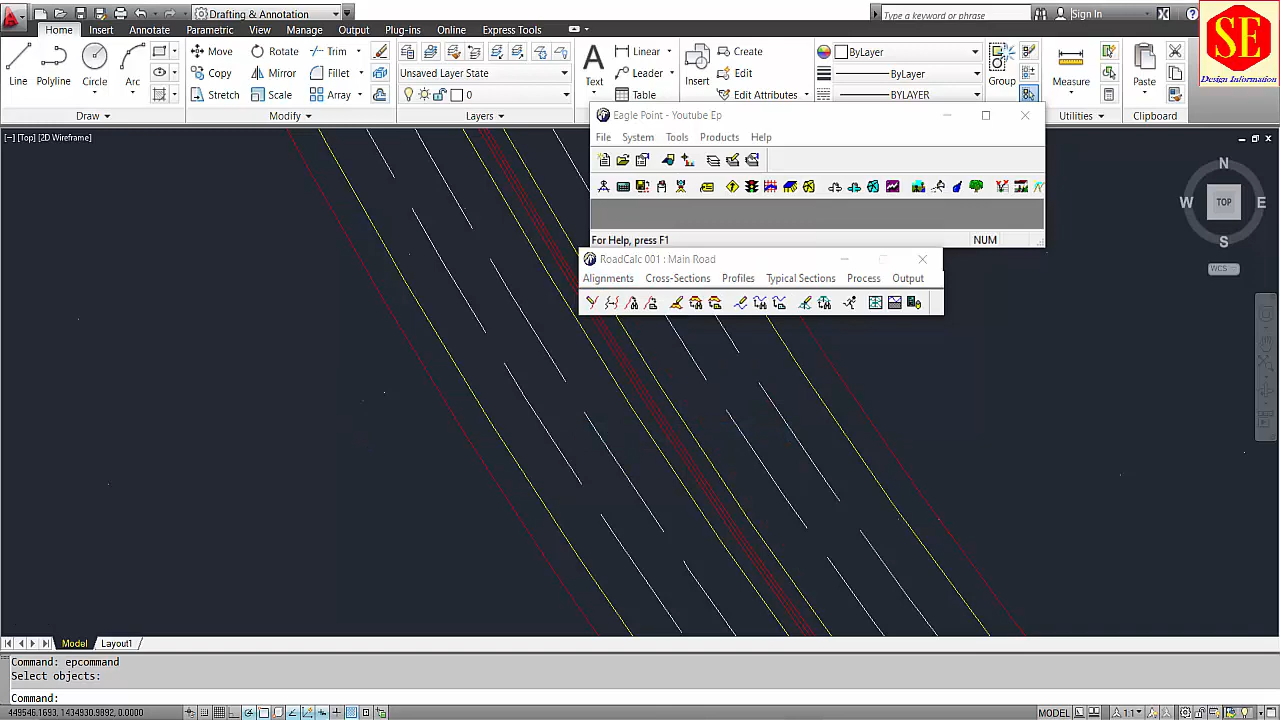 Drafting & Annotation
Type a keyword or phrase
Sign In
Home Insert Annotate Parametric View Manage Output Plug-ins Online Express Tools
Line Polyline Circle Arc
Move Rotate Trim
Copy Mirror Fillet
Stretch Scale Array
Unsaved Layer State
0
Text
Linear
Leader
Table
Insert
Create
Edit
Edit Attributes
ByLayer
ByLayer
BYLAYER
Group
Measure
Paste
Draw Modify Layers Utilities Clipboard
SE
Design Information
[-] [Top] [2D Wireframe]
Eagle Point - Youtube Ep
File System Tools Products Help
For Help, press F1 NUM
RoadCalc 001 : Main Road
Alignments Cross-Sections Profiles Typical Sections Process Output
N
W TOP E
S
WCS
Model Layout1
Command: epcommand
Select objects:
Command:
449546.1693, 1434930.9892, 0.0000
MODEL
1:1